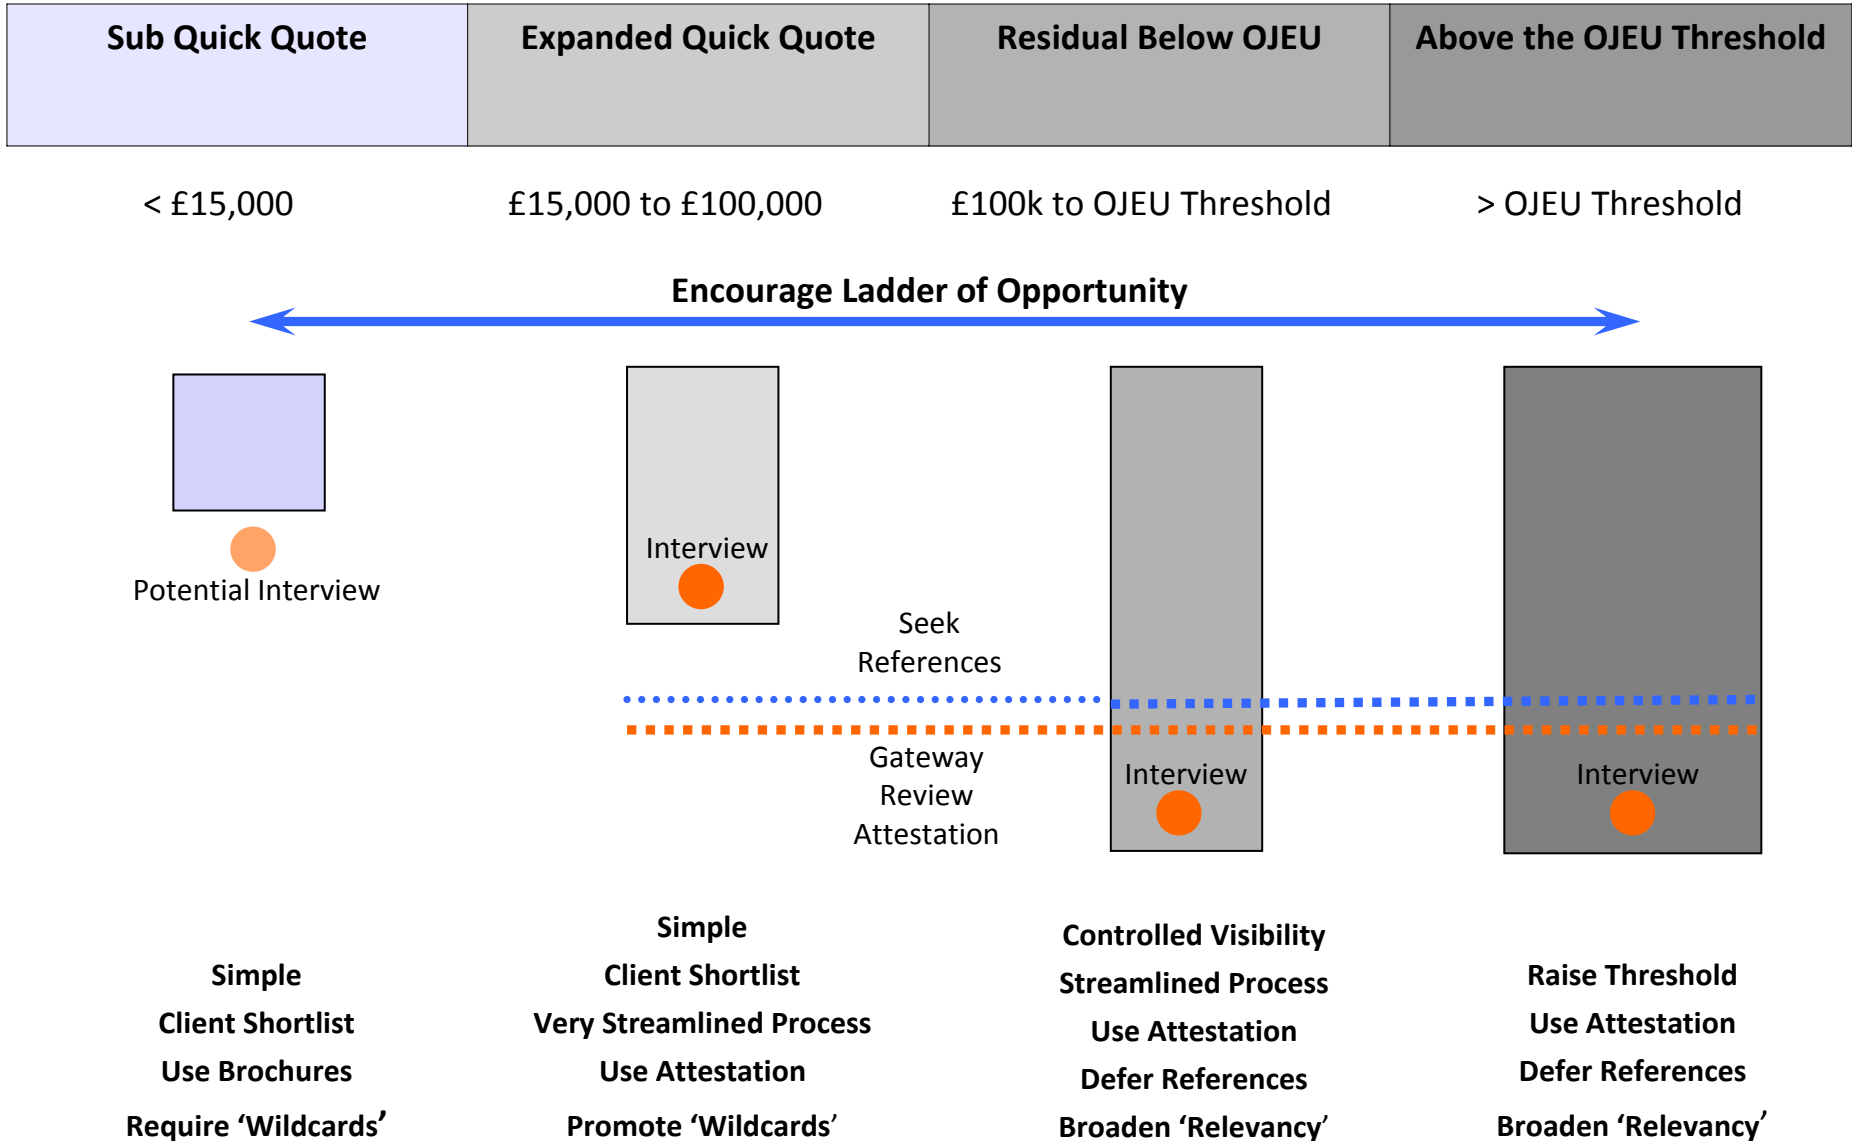 Sub Quick Quote
Expanded Quick Quote
Residual Below OJEU
Above the OJEU Threshold
< £15,000
£15,000 to £100,000
£100k to OJEU Threshold
> OJEU Threshold
Encourage Ladder of Opportunity
Potential Interview
Interview
Seek
References
Gateway
Review
Attestation
Interview
Interview
Simple
Client Shortlist
Use Brochures
Require ‘Wildcards’
Simple
Client Shortlist
Very Streamlined Process
Use Attestation
Promote ‘Wildcards’
Controlled Visibility
Streamlined Process
Use Attestation
Defer References
Broaden ‘Relevancy’
Raise Threshold
Use Attestation
Defer References
Broaden ‘Relevancy’